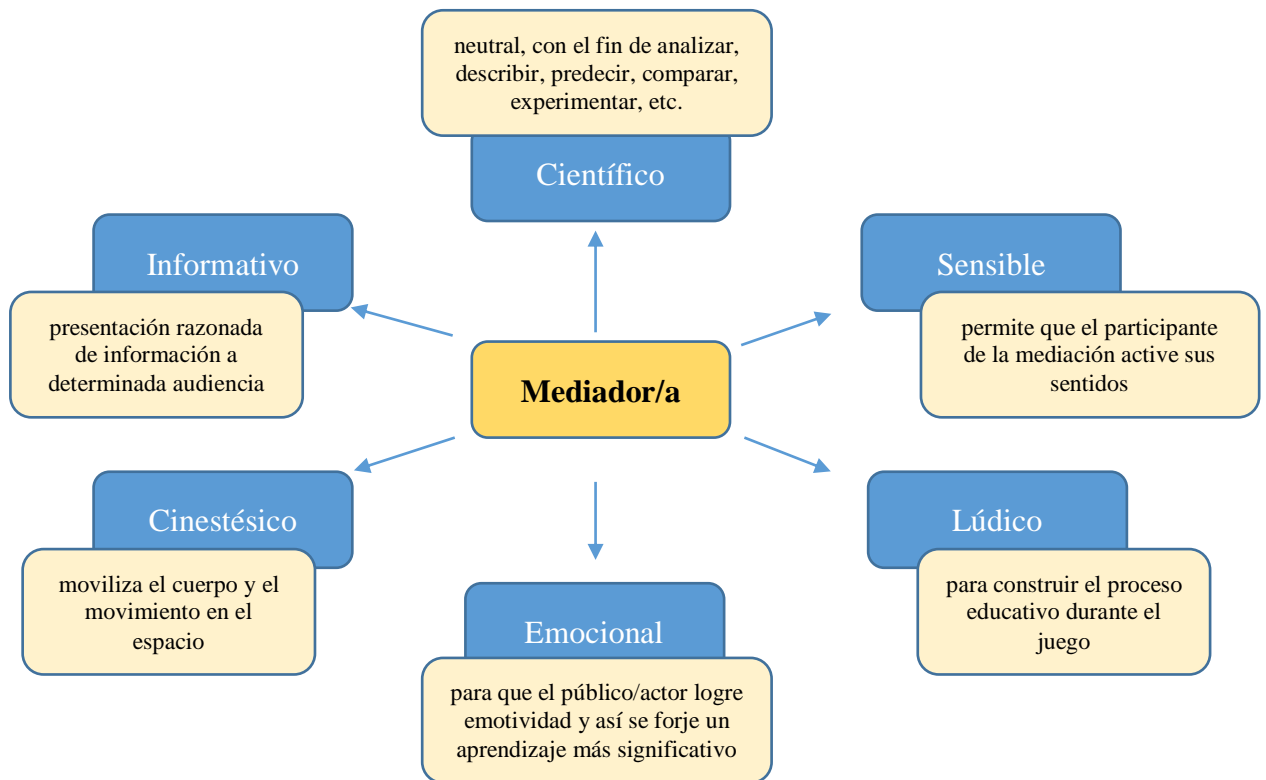 neutral, con el fin de analizar,
describir, predecir, comparar,
experimentar, etc.
Científico
Informativo
presentación razonada
de información a
determinada audiencia
Sensible
permite que el participante
de la mediación active sus
sentidos
Mediador/a
Cinestésico
moviliza el cuerpo y el
movimiento en el
espacio
Lúdico
para construir el proceso
educativo durante el
juego
Emocional
para que el público/actor logre
emotividad y así se forje un
aprendizaje más significativo